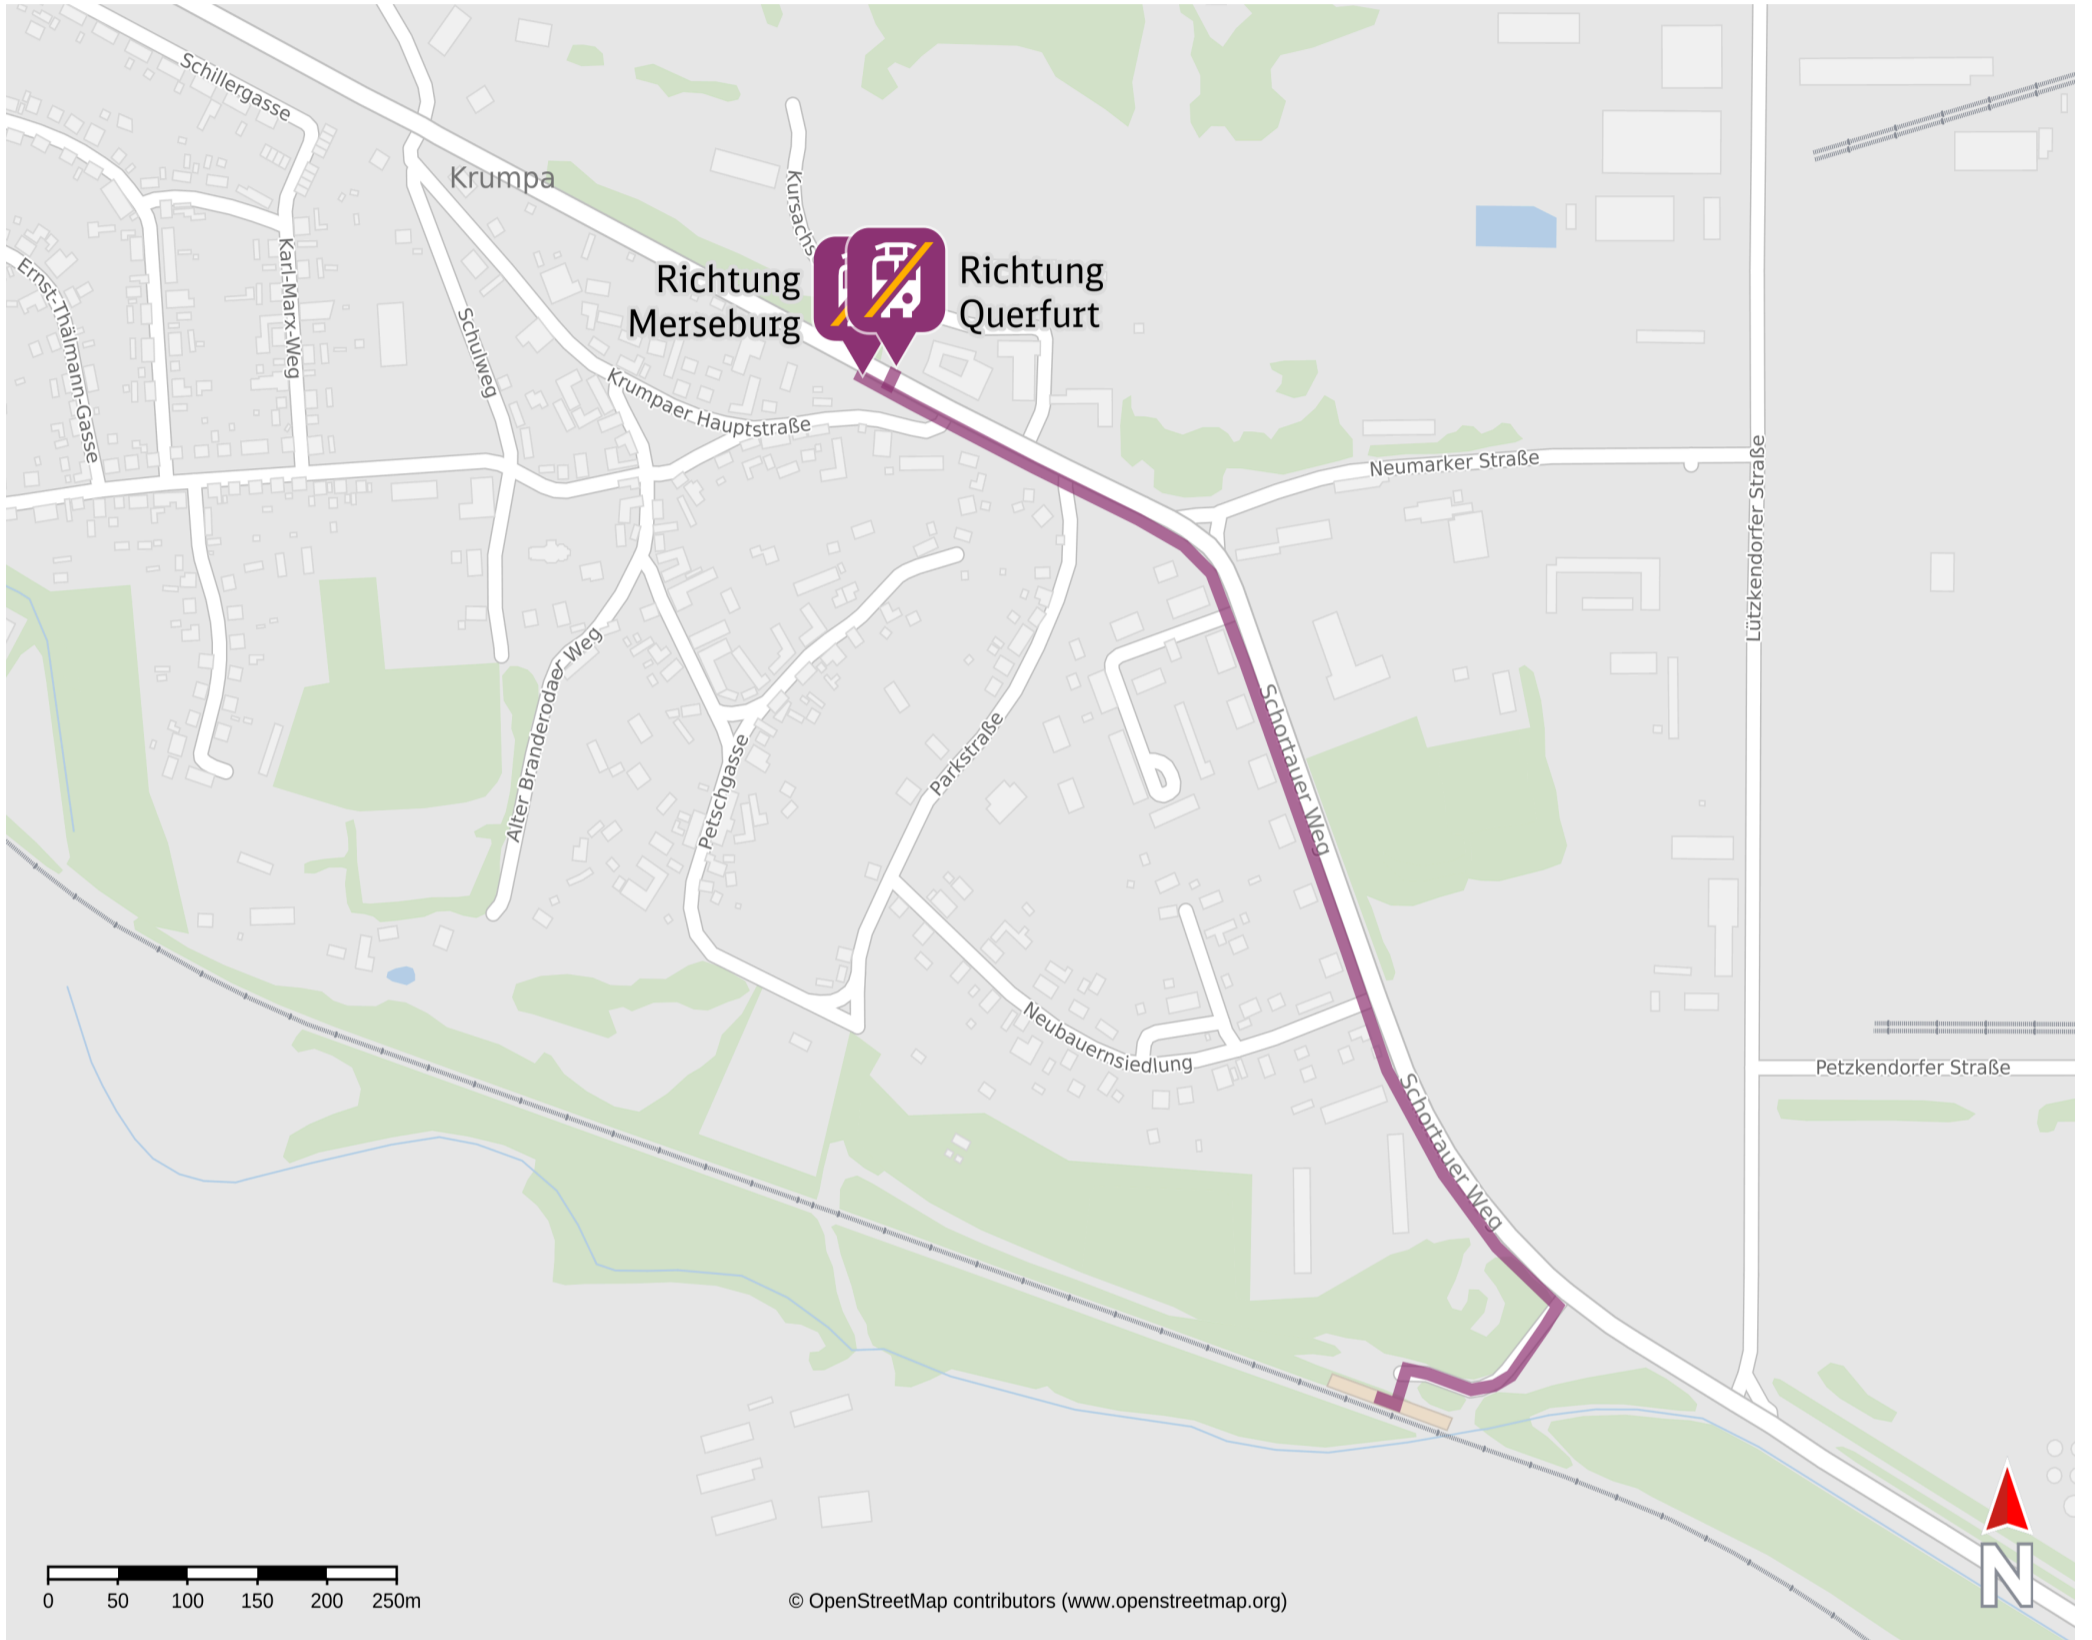 Schillergasse
Krumpa
Kursachs
Ernst-Thälmann-Gasse
Karl-Marx-Weg
Schulweg
Richtung
Merseburg
Richtung
Querfurt
Krumpaer Hauptstraße
Neumarker Straße
Lützkendorfer Straße
Alter Branderodaer Weg
Petschgasse
Parkstraße
Schortauer Weg
Neubauernsiedlung
Schortauer Weg
Petzkendorfer Straße
N
0 50 100 150 200 250m
© OpenStreetMap contributors (www.openstreetmap.org)